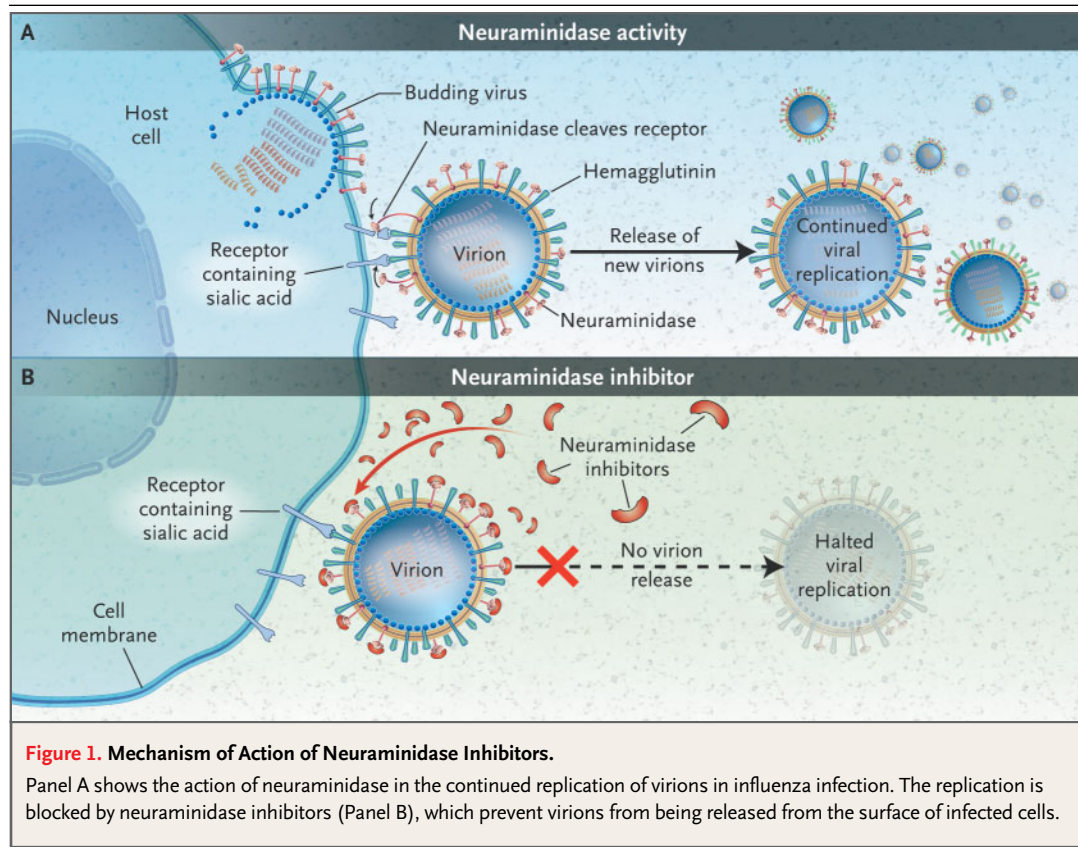 A
Neuraminidase activity
Budding virus
Host
cell
Neuraminidase cleaves receptor
Hemagglutinin
Receptor
containing
sialic acid
Virion
Release of
new virions
Continued
viral
replication
Nucleus
Neuraminidase
B
Neuraminidase inhibitor
Neuraminidase
inhibitors
Receptor
containing
sialic acid
Virion
No virion
release
Halted
viral
replication
Cell
membrane
Figure 1. Mechanism of Action of Neuraminidase Inhibitors.
Panel A shows the action of neuraminidase in the continued replication of virions in influenza infection. The replication is
blocked by neuraminidase inhibitors (Panel B), which prevent virions from being released from the surface of infected cells.